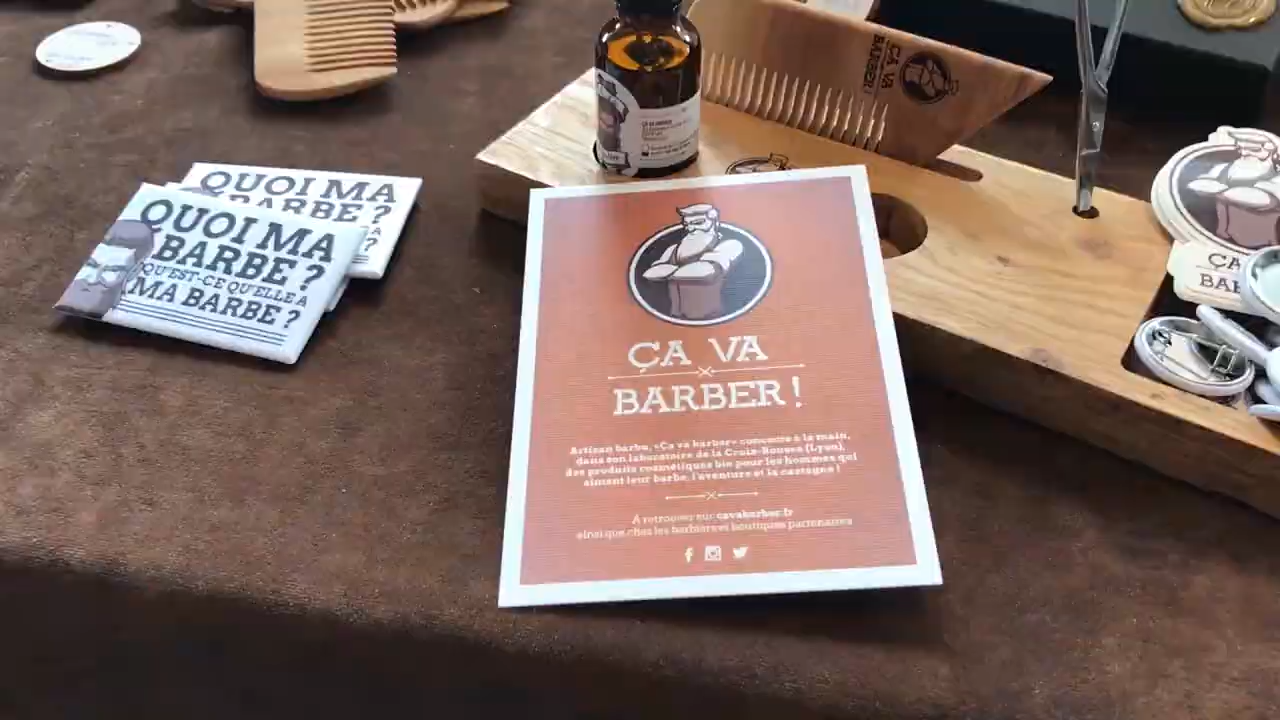 QUOI MA
BARBE ?
QUOI MA
BARBE ?
QU'EST-CE QU'ELLE A
MA BARBE ?
ÇA VA
BARBER !
ÇA VA
BARBER !
Artisan barbu, «Ça va barber» concocte à la main,
dans son laboratoire de la Croix-Rousse (Lyon),
des produits cosmétiques bio pour les hommes qui
aiment leur barbe, l'aventure et la castagne !
A retrouver sur cavabarber.fr
ainsi que chez les barbiers et boutiques partenaires